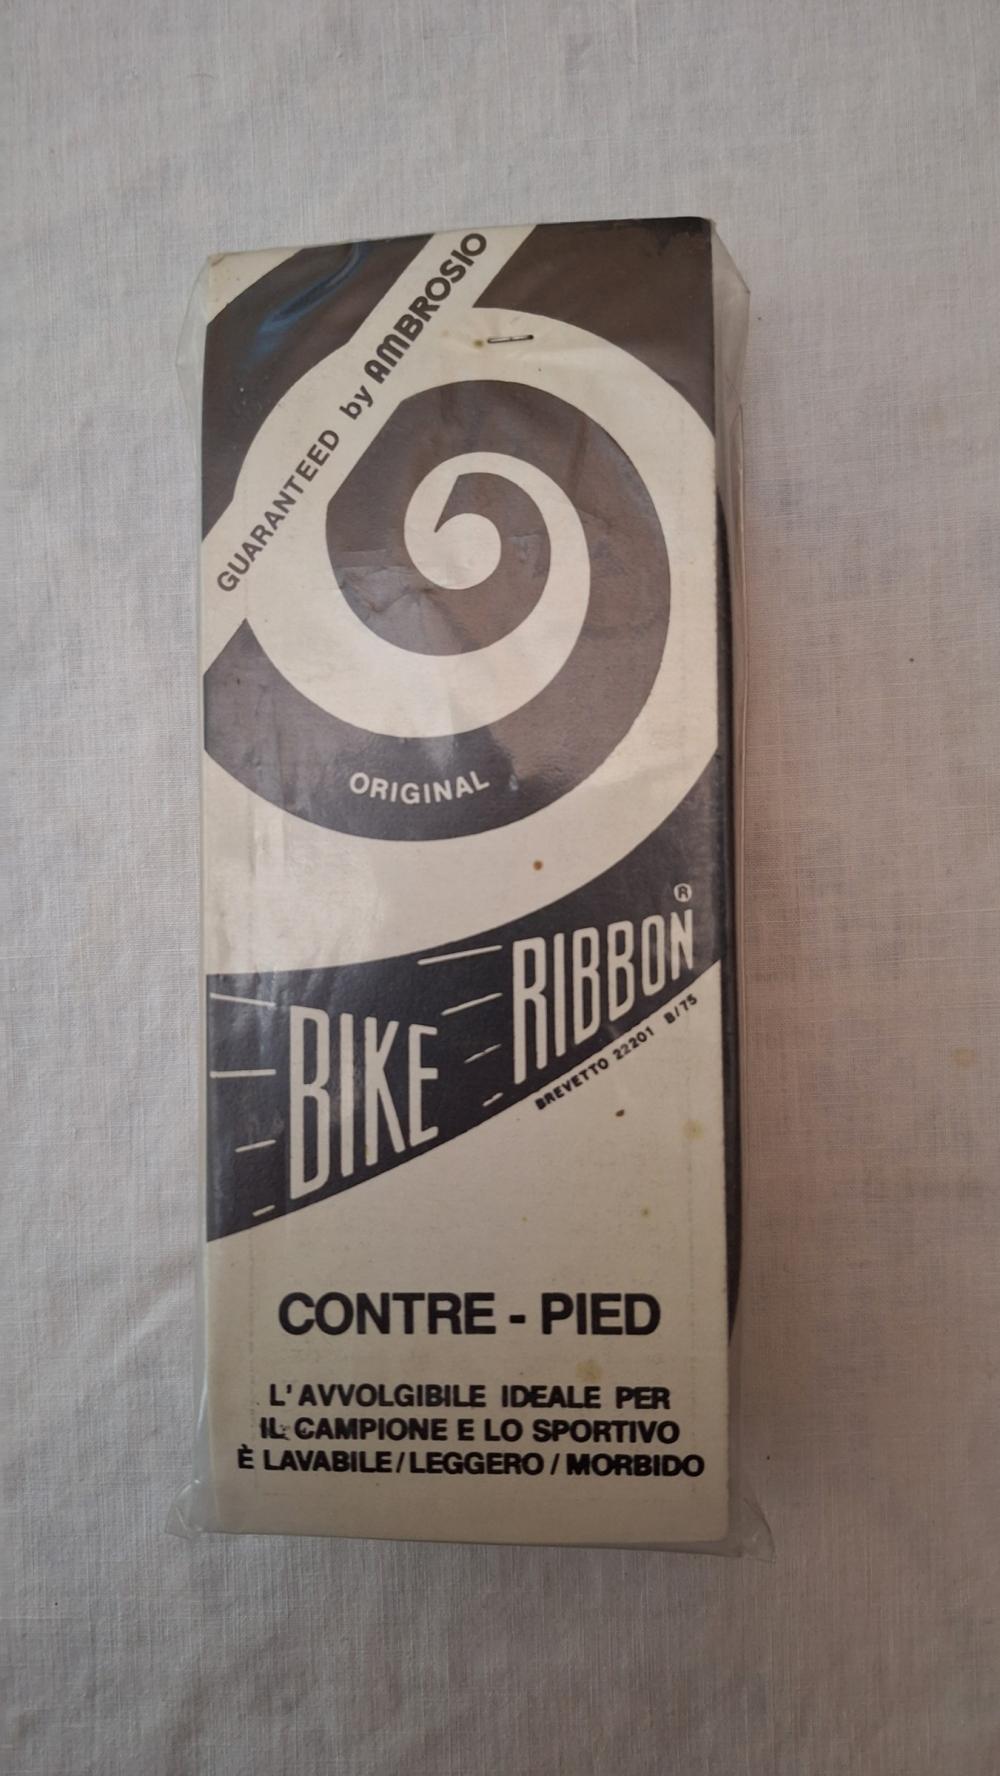 GUARANTEED by AMBROSIO
ORIGINAL
BIKE RIBBON ®
BREVETTO 22201 B/75
CONTRE - PIED
L'AVVOLGIBILE IDEALE PER
IL CAMPIONE E LO SPORTIVO
È LAVABILE/LEGGERO/MORBIDO